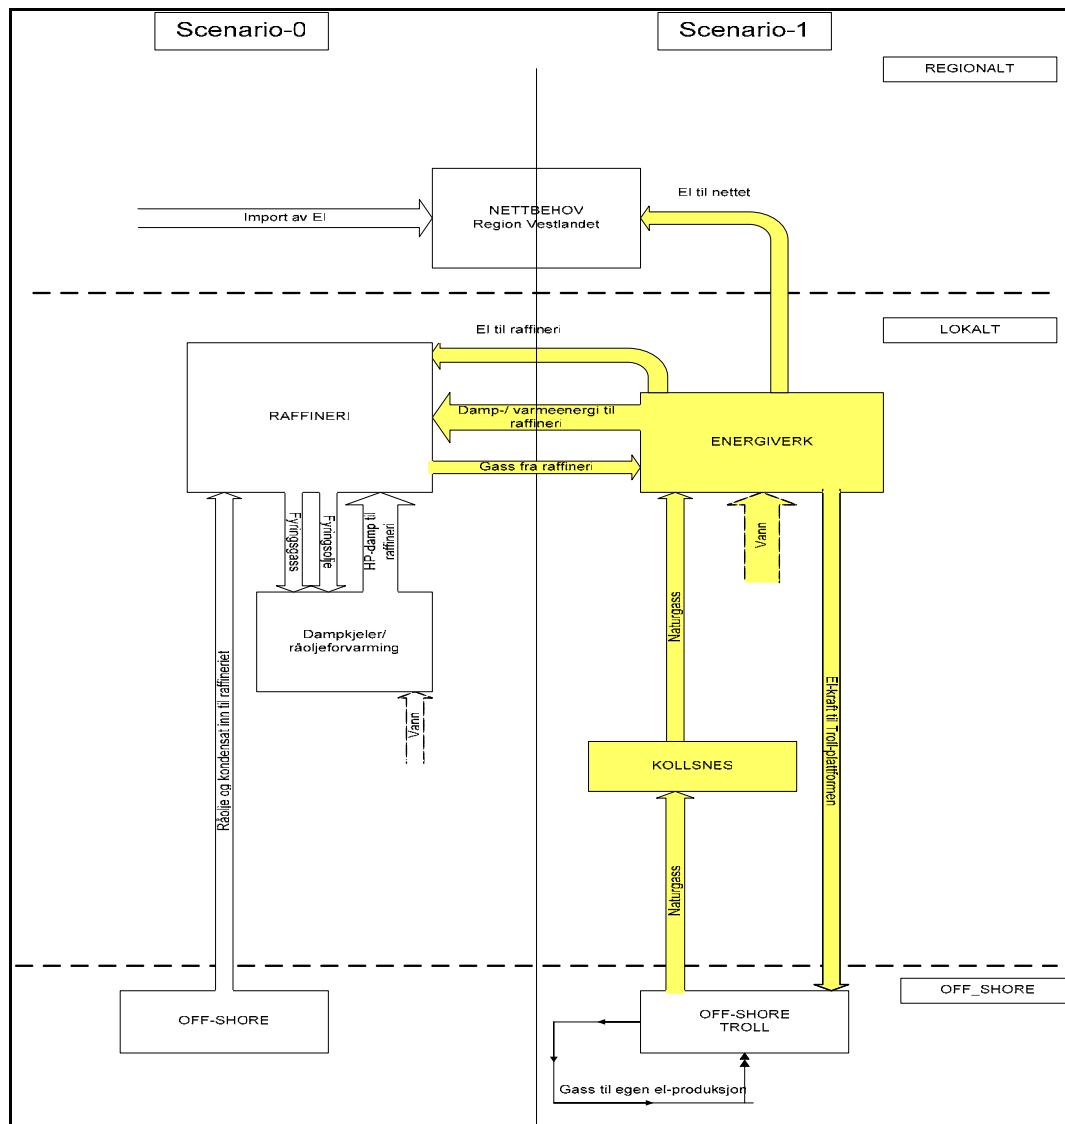 Scenario-0
Scenario-1
REGIONALT
El til nettet
NETTBEHOV
Region Vestlandet
Import av El
LOKALT
El til raffineri
RAFFINERI
Damp-/ varmeenergi til
raffineri
ENERGIVERK
Gass fra raffineri
Fyringsgass
Fyringsolje
HP-damp til
raffineri
Vann
Dampkjeler/
råoljeforvarming
Naturgass
Vann
Råolje og kondensat inn til raffineriet
El-kraft til Troll-plattformen
KOLLSNES
Naturgass
OFF_SHORE
OFF-SHORE
OFF-SHORE
TROLL
Gass til egen el-produksjon